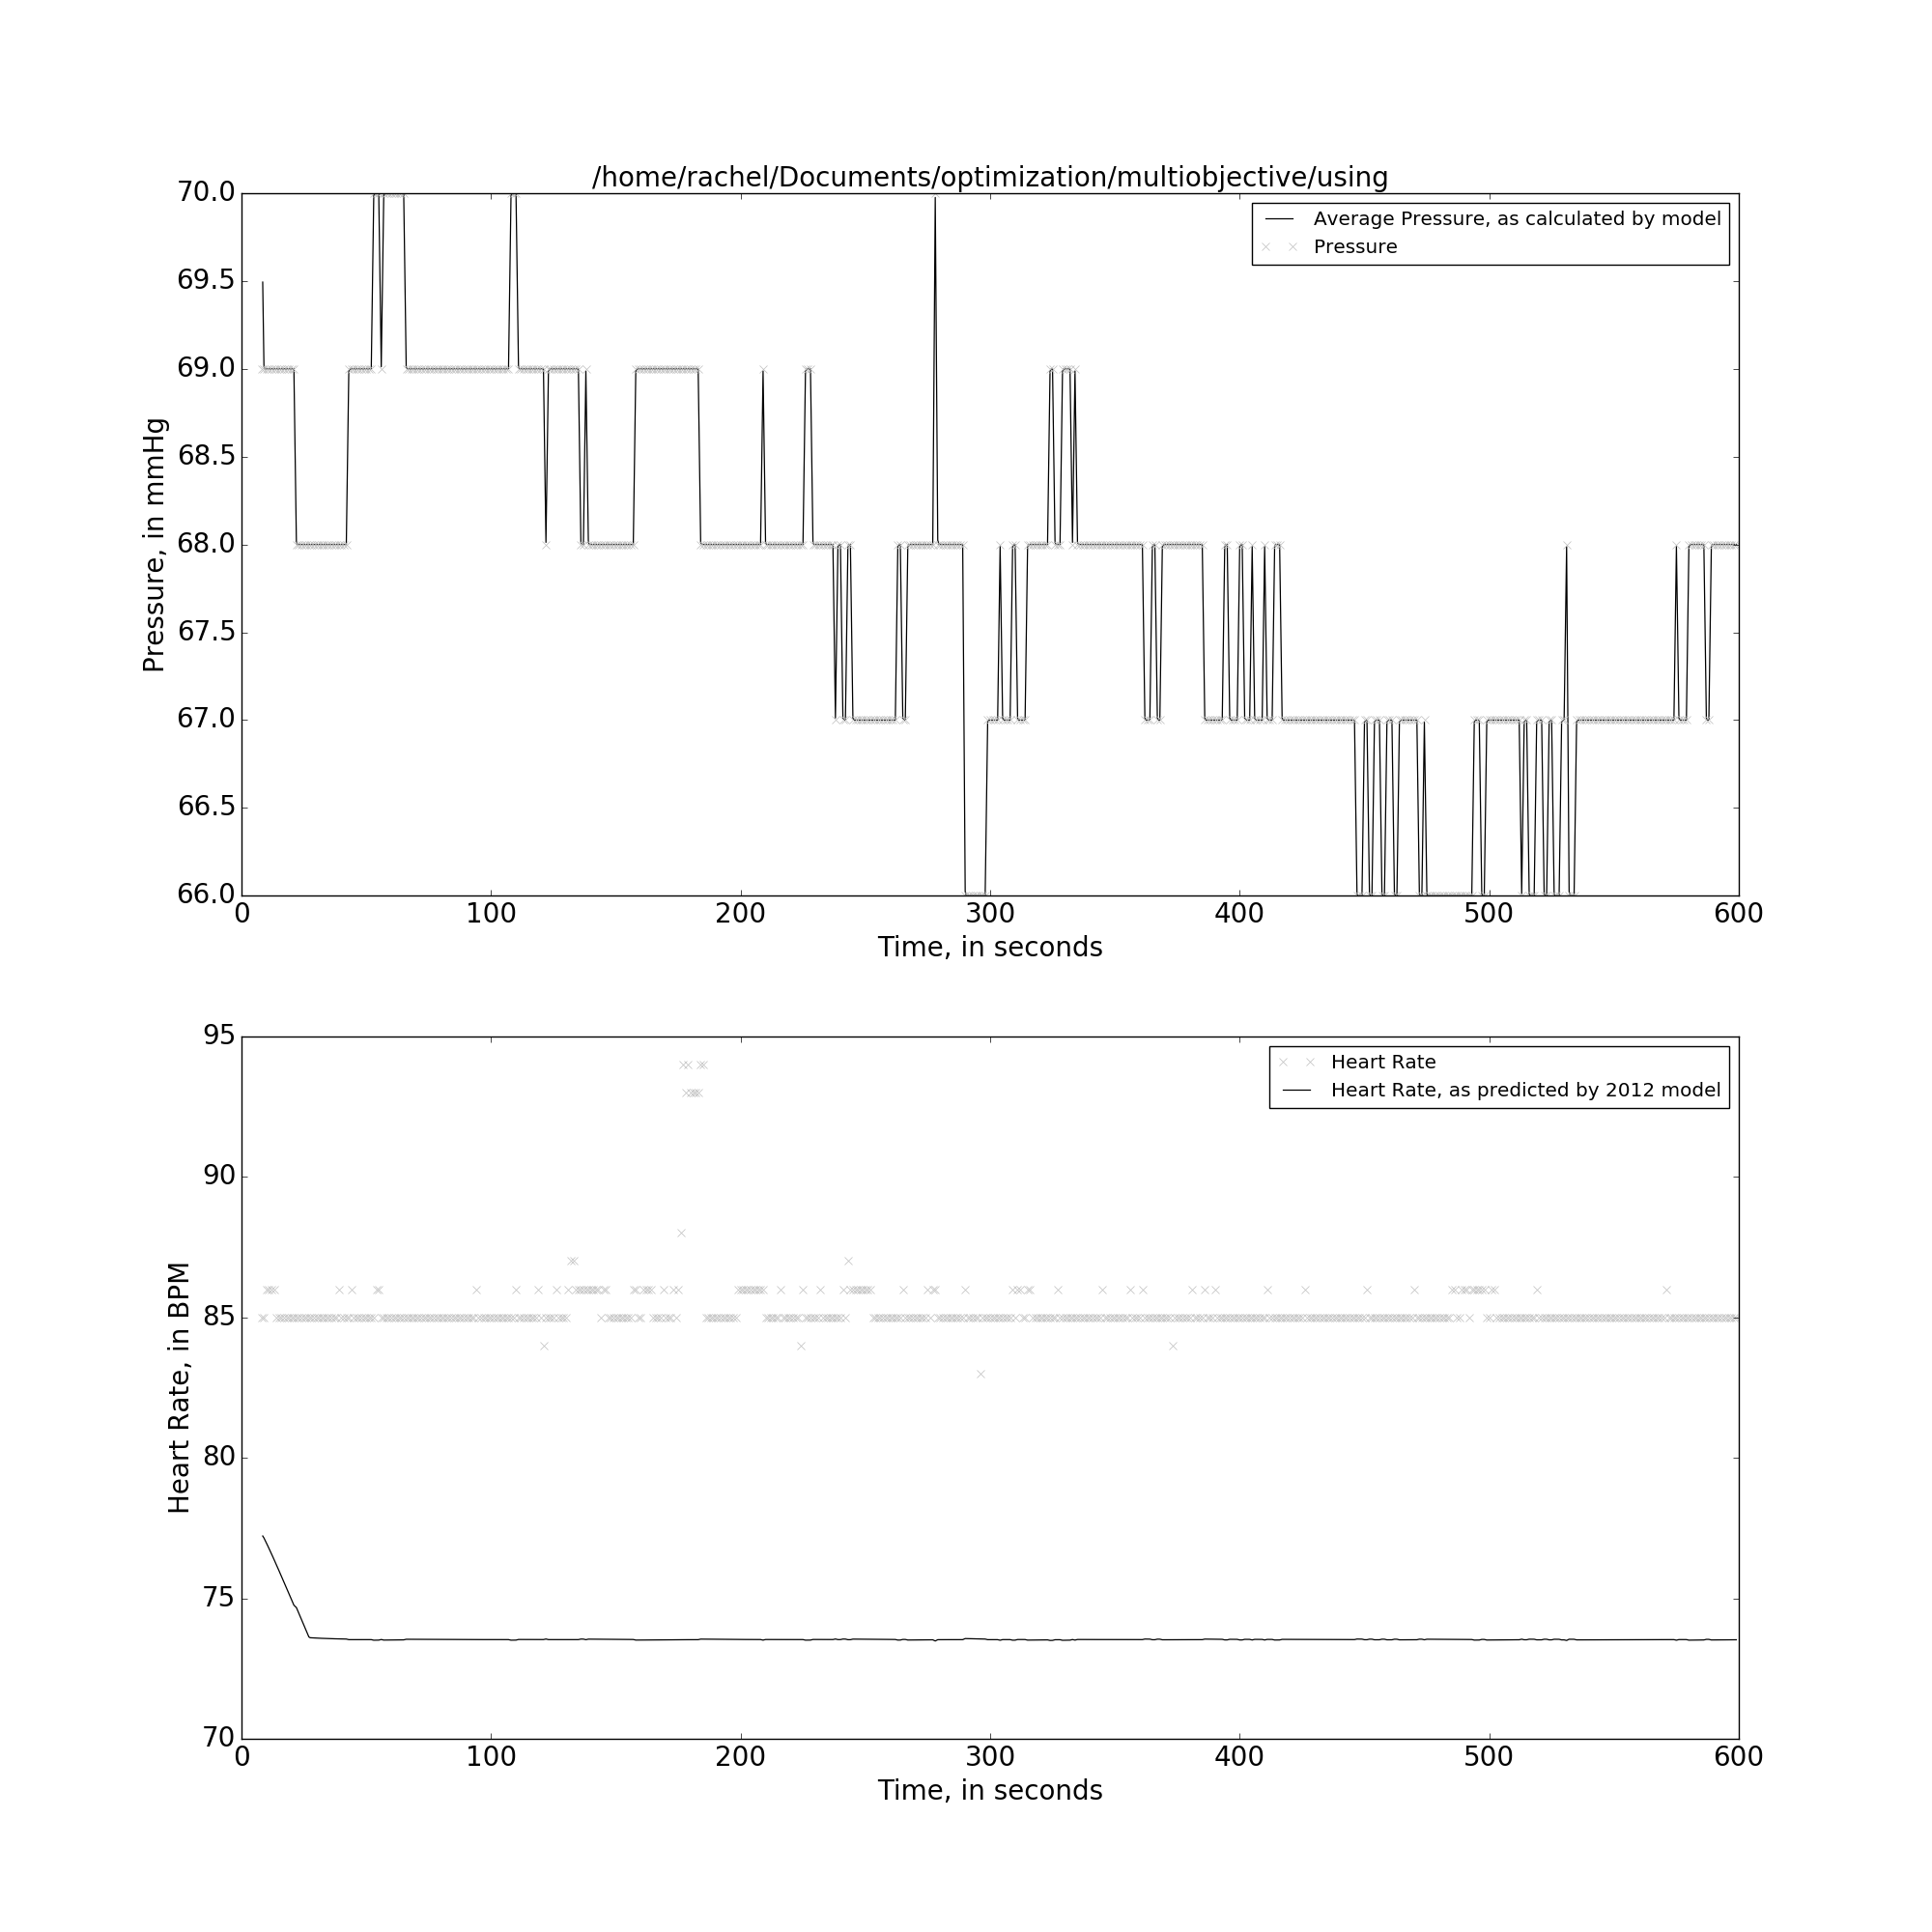 /home/rachel/Documents/optimization/multiobjective/using
70.0
69.5
69.0
68.5
68.0
67.5
67.0
66.5
66.0
Pressure, in mmHg
Average Pressure, as calculated by model
Pressure
0 100 200 300 400 500 600
Time, in seconds
95
90
85
80
75
70
Heart Rate, in BPM
Heart Rate
Heart Rate, as predicted by 2012 model
0 100 200 300 400 500 600
Time, in seconds